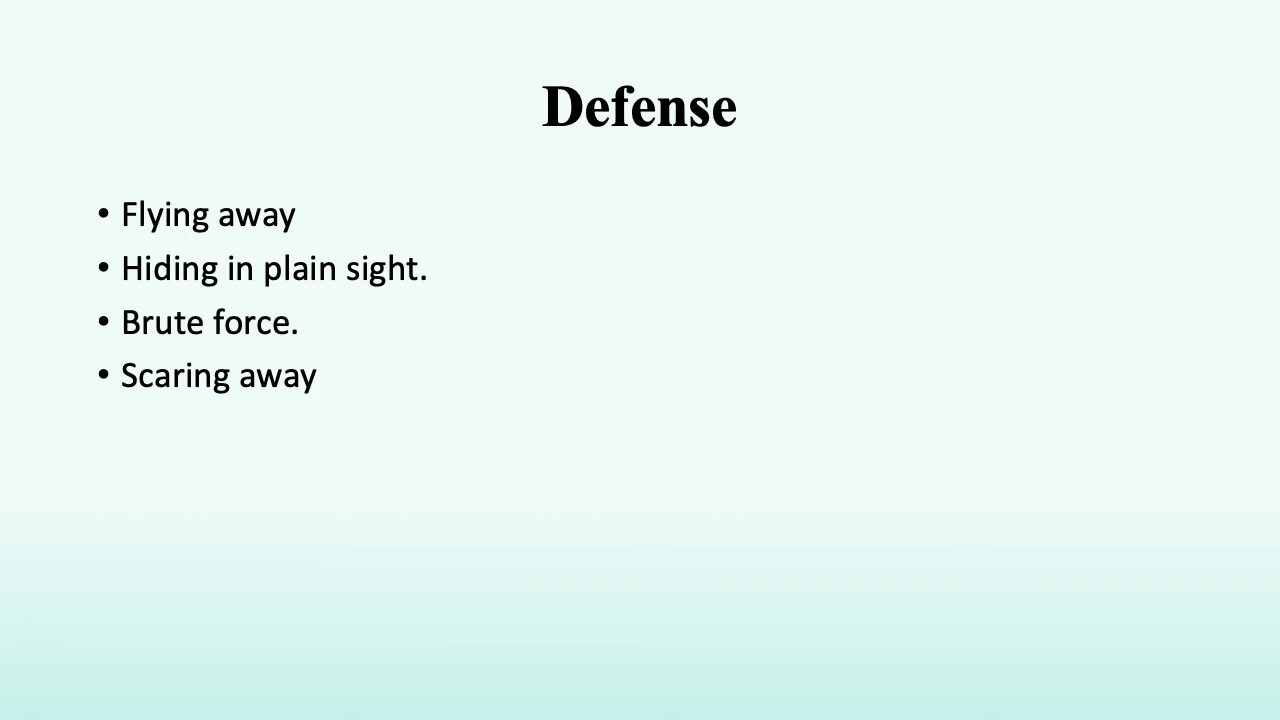 Defense
• Flying away
• Hiding in plain sight.
• Brute force.
• Scaring away